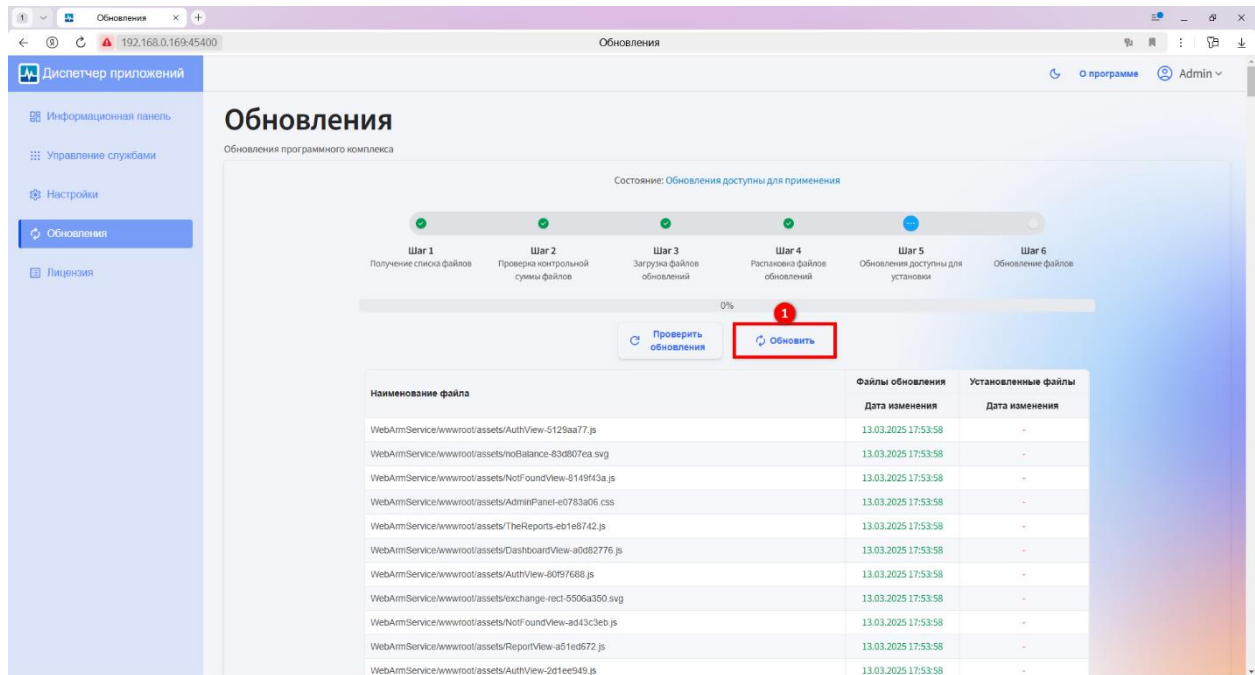 1
Обновления
192.168.0.169:45400
Обновления
Диспетчер приложений
О программе
Admin
Информационная панель
Управление службами
Настройки
Обновления
Лицензия
Обновления
Обновления программного комплекса
Состояние: Обновления доступны для применения
Шаг 1
Получение списка файлов
Шаг 2
Проверка контрольной
суммы файлов
Шаг 3
Загрузка файлов
обновлений
Шаг 4
Распаковка файлов
обновлений
Шаг 5
Обновления доступны для
установки
Шаг 6
Обновление файлов
0%
1
Проверить
обновления
Обновить
Наименование файла
Файлы обновления
Установленные файлы
Дата изменения
Дата изменения
WebArmService/wwwroot/assets/AuthView-5129aa77.js 13.03.2025 17:53:58 -
WebArmService/wwwroot/assets/noBalance-83d807ea.svg 13.03.2025 17:53:58 -
WebArmService/wwwroot/assets/NotFoundView-8149f43a.js 13.03.2025 17:53:58 -
WebArmService/wwwroot/assets/AdminPanel-e0783a06.css 13.03.2025 17:53:58 -
WebArmService/wwwroot/assets/TheReports-eb1e8742.js 13.03.2025 17:53:58 -
WebArmService/wwwroot/assets/DashboardView-a0d82776.js 13.03.2025 17:53:58 -
WebArmService/wwwroot/assets/AuthView-80f97688.js 13.03.2025 17:53:58 -
WebArmService/wwwroot/assets/exchange-rect-5506a350.svg 13.03.2025 17:53:58 -
WebArmService/wwwroot/assets/NotFoundView-ad43c3eb.js 13.03.2025 17:53:58 -
WebArmService/wwwroot/assets/ReportView-a51ed672.js 13.03.2025 17:53:58 -
WebArmService/wwwroot/assets/AuthView-2d1ee949.js 13.03.2025 17:53:58 -